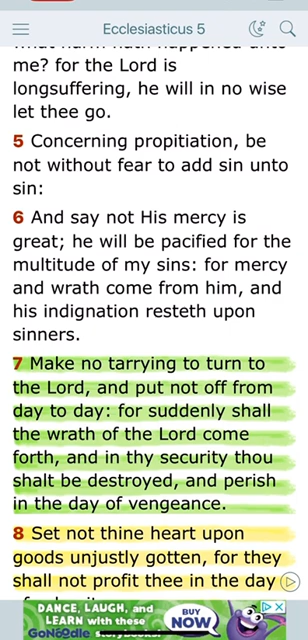 Ecclesiasticus 5
me? for the Lord is
longsuffering, he will in no wise
let thee go.
5 Concerning propitiation, be
not without fear to add sin unto
sin:
6 And say not His mercy is
great; he will be pacified for the
multitude of my sins: for mercy
and wrath come from him, and
his indignation resteth upon
sinners.
7 Make no tarrying to turn to
the Lord, and put not off from
day to day: for suddenly shall
the wrath of the Lord come
forth, and in thy security thou
shalt be destroyed, and perish
in the day of vengeance.
8 Set not thine heart upon
goods unjustly gotten, for they
shall not profit thee in the day
DANCE, LAUGH, and
LEARN with these
GoNoodle
BUY
NOW